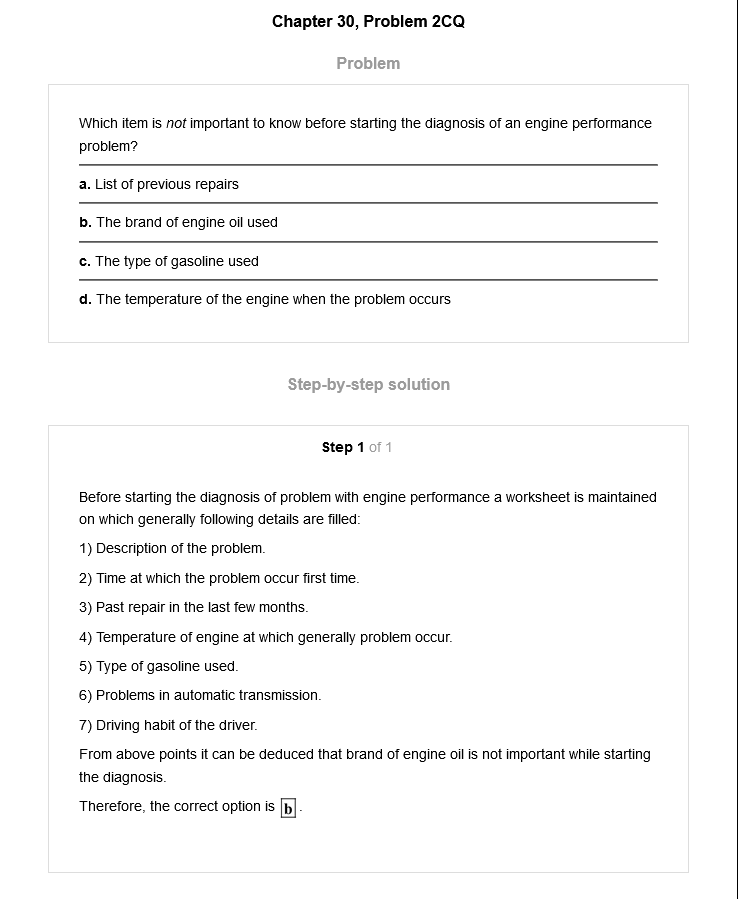 Chapter 30, Problem 2CQ
Problem
Which item is not important to know before starting the diagnosis of an engine performance
problem?
a. List of previous repairs
b. The brand of engine oil used
c. The type of gasoline used
d. The temperature of the engine when the problem occurs
Step-by-step solution
Step 1 of 1
Before starting the diagnosis of problem with engine performance a worksheet is maintained
on which generally following details are filled:
1) Description of the problem.
2) Time at which the problem occur first time.
3) Past repair in the last few months.
4) Temperature of engine at which generally problem occur.
5) Type of gasoline used.
6) Problems in automatic transmission.
7) Driving habit of the driver.
From above points it can be deduced that brand of engine oil is not important while starting
the diagnosis.
Therefore, the correct option is b.